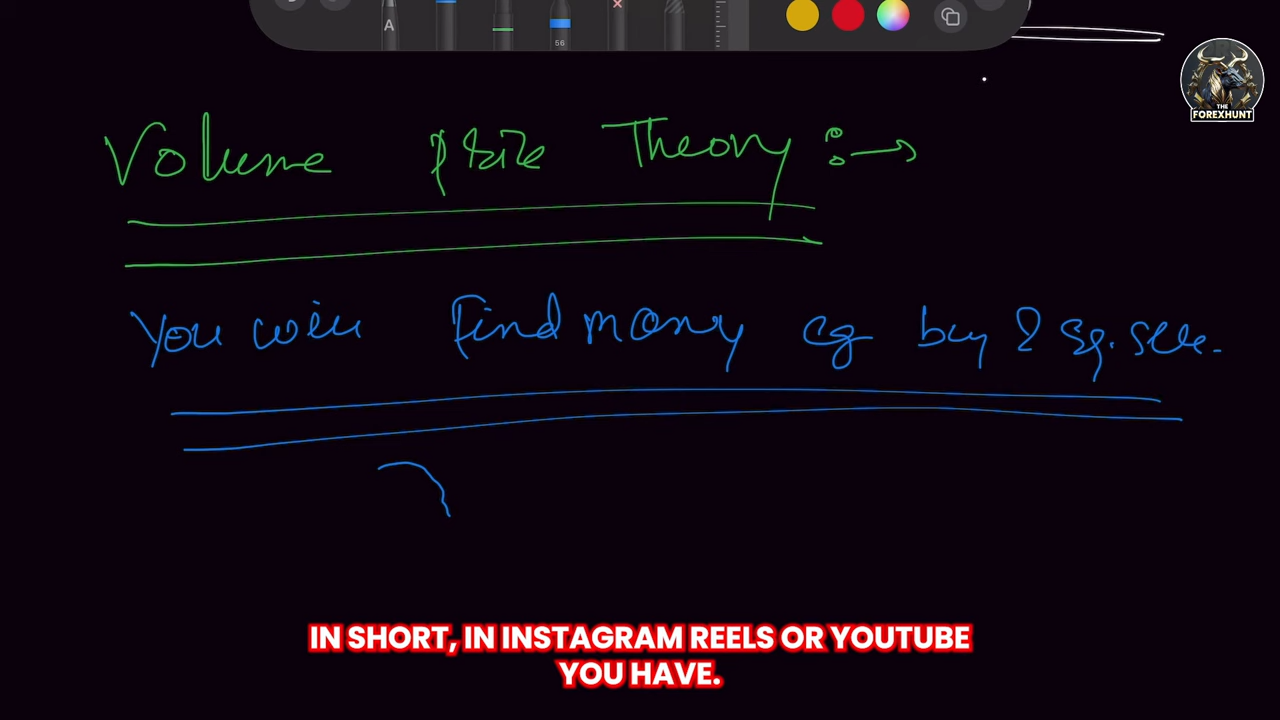 A
56
THE
FOREXHUNT
Volume Theory :→
You will Find many eg buy & sq. sell.
IN SHORT, IN INSTAGRAM REELS OR YOUTUBE
YOU HAVE.